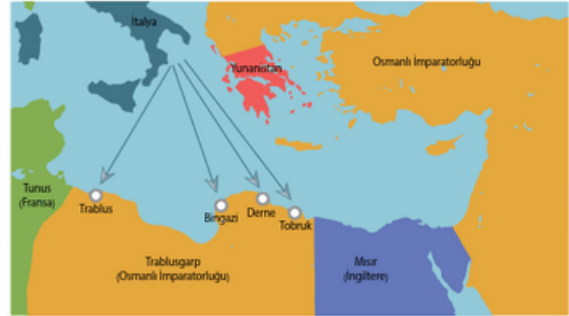 İtalya
Yunanistan
Osmanlı İmparatorluğu
Tunus
(Fransa)
Trablus
Bingazi
Derne
Tobruk
Trablusgarp
(Osmanlı İmparatorluğu)
Mısır
(İngiltere)